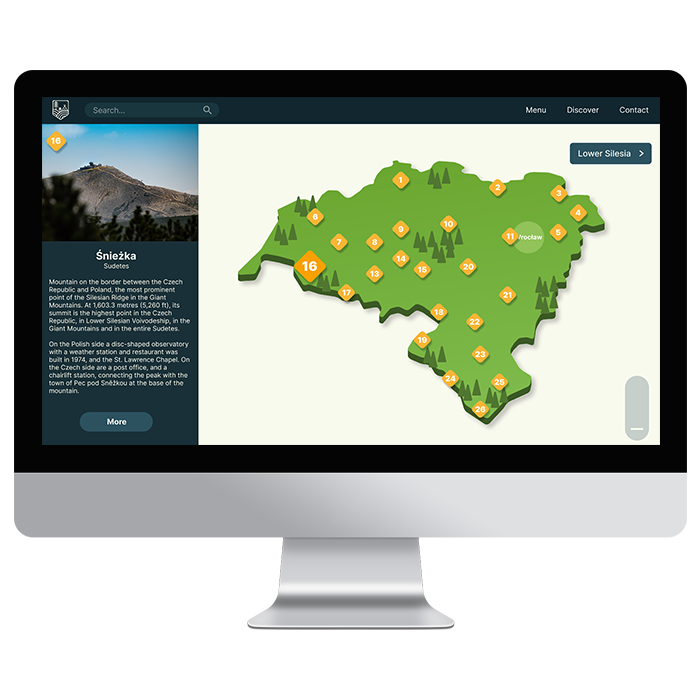 Search...
Menu
Discover
Contact
16
Lower Silesia
Śnieżka
Sudetes
Mountain on the border between the Czech
Republic and Poland, the most prominent
point of the Silesian Ridge in the Giant
Mountains. At 1,603.3 metres (5,260 ft), its
summit is the highest point in the Czech
Republic, in Lower Silesian Voivodeship, in the
Giant Mountains and in the entire Sudetes.
On the Polish side a disc-shaped observatory
with a weather station and restaurant was
built in 1974, and the St. Lawrence Chapel. On
the Czech side are a post office, and a
chairlift station, connecting the peak with the
town of Pec pod Sněžkou at the base of the
mountain.
More
1
2
3
4
5
6
7
8
9
10
11
Wrocław
13
14
15
16
17
18
19
20
21
22
23
24
25
26